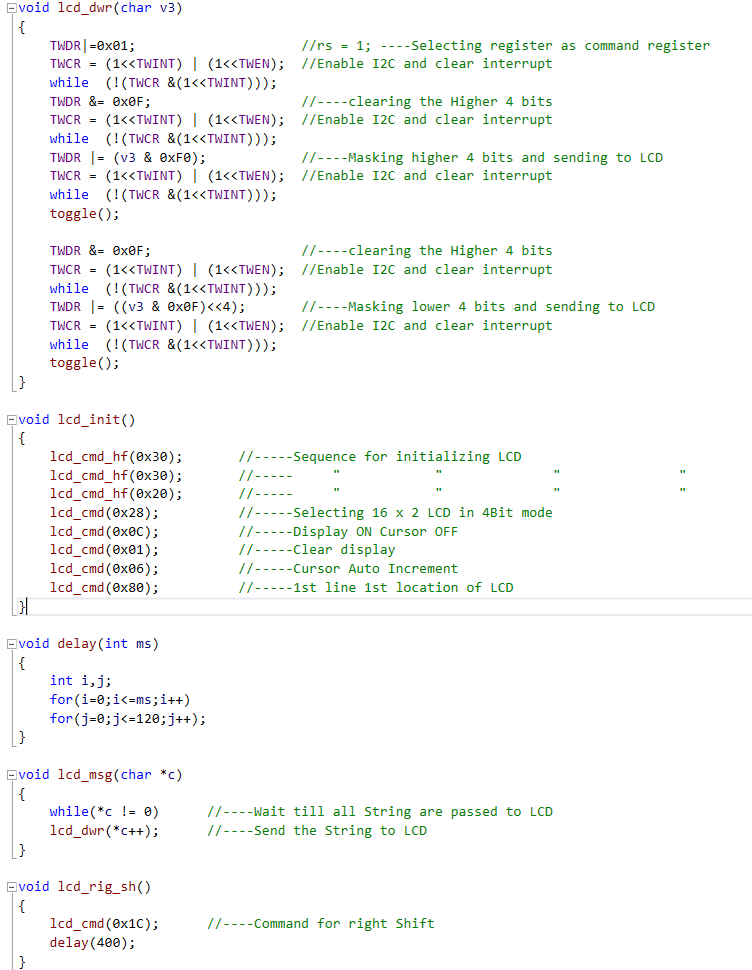 void lcd_dwr(char v3)
{
    TWDR|=0x01;                     //rs = 1; ----Selecting register as command register
    TWCR = (1<<TWINT) | (1<<TWEN);  //Enable I2C and clear interrupt
    while  (!(TWCR &(1<<TWINT)));
    TWDR &= 0x0F;                   //----clearing the Higher 4 bits
    TWCR = (1<<TWINT) | (1<<TWEN);  //Enable I2C and clear interrupt
    while  (!(TWCR &(1<<TWINT)));
    TWDR |= (v3 & 0xF0);            //----Masking higher 4 bits and sending to LCD
    TWCR = (1<<TWINT) | (1<<TWEN);  //Enable I2C and clear interrupt
    while  (!(TWCR &(1<<TWINT)));
    toggle();

    TWDR &= 0x0F;                   //----clearing the Higher 4 bits
    TWCR = (1<<TWINT) | (1<<TWEN);  //Enable I2C and clear interrupt
    while  (!(TWCR &(1<<TWINT)));
    TWDR |= ((v3 & 0x0F)<<4);       //----Masking lower 4 bits and sending to LCD
    TWCR = (1<<TWINT) | (1<<TWEN);  //Enable I2C and clear interrupt
    while  (!(TWCR &(1<<TWINT)));
    toggle();
}

void lcd_init()
{
    lcd_cmd_hf(0x30);       //-----Sequence for initializing LCD
    lcd_cmd_hf(0x30);       //-----     "            "              "               "
    lcd_cmd_hf(0x20);       //-----     "            "              "               "
    lcd_cmd(0x28);          //-----Selecting 16 x 2 LCD in 4Bit mode
    lcd_cmd(0x0C);          //-----Display ON Cursor OFF
    lcd_cmd(0x01);          //-----Clear display
    lcd_cmd(0x06);          //-----Cursor Auto Increment
    lcd_cmd(0x80);          //-----1st line 1st location of LCD
}

void delay(int ms)
{
    int i,j;
    for(i=0;i<=ms;i++)
    for(j=0;j<=120;j++);
}

void lcd_msg(char *c)
{
    while(*c != 0)      //----Wait till all String are passed to LCD
    lcd_dwr(*c++);      //----Send the String to LCD
}

void lcd_rig_sh()
{
    lcd_cmd(0x1C);      //----Command for right Shift
    delay(400);
}